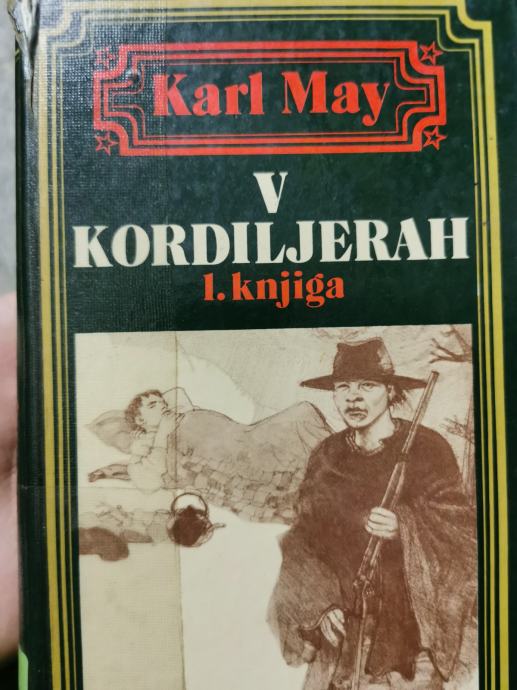 Karl May
V
KORDILJERAH
1. knjiga